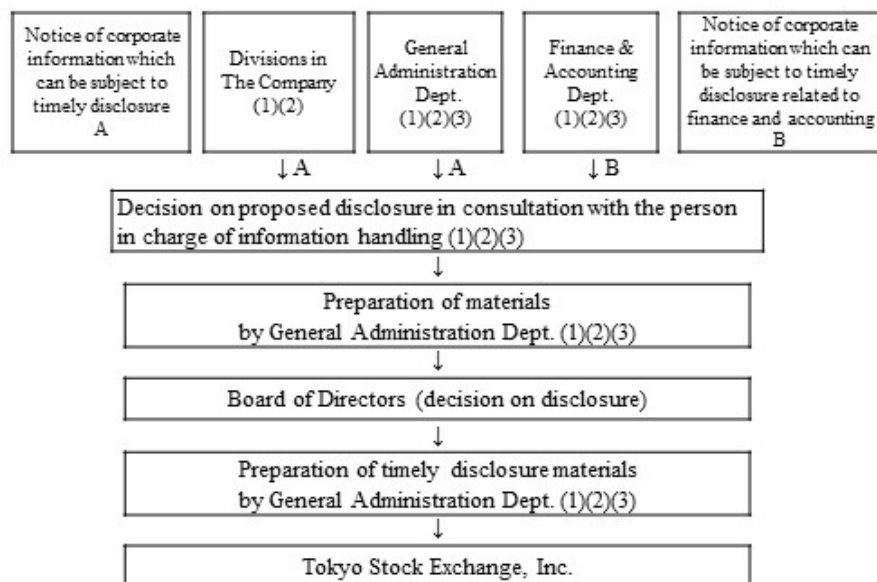 Notice of corporate
information which
can be subject to
timely disclosure
A
Divisions in
The Company
(1)(2)
General
Administration
Dept.
(1)(2)(3)
Finance &
Accounting
Dept.
(1)(2)(3)
Notice of corporate
information which can
be subject to timely
disclosure related to
finance and accounting
B
↓A
↓A
↓B
Decision on proposed disclosure in consultation with the person
in charge of information handling (1)(2)(3)
↓
Preparation of materials
by General Administration Dept. (1)(2)(3)
↓
Board of Directors (decision on disclosure)
↓
Preparation of timely disclosure materials
by General Administration Dept. (1)(2)(3)
↓
Tokyo Stock Exchange, Inc.